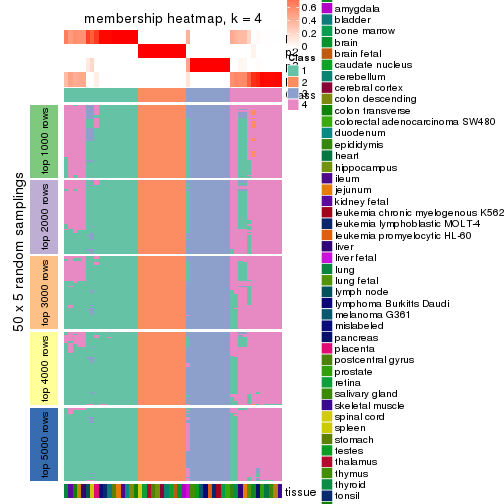 membership heatmap, k = 4
0.6
0.4
0.2
0
Class
1
2
3
4
50 x 5 random samplings
top 1000 rows
top 2000 rows
top 3000 rows
top 4000 rows
top 5000 rows
tissue
amygdala
bladder
bone marrow
brain
brain fetal
caudate nucleus
cerebellum
cerebral cortex
colon descending
colon transverse
colorectal adenocarcinoma SW480
duodenum
epididymis
heart
hippocampus
ileum
jejunum
kidney fetal
leukemia chronic myelogenous K562
leukemia lymphoblastic MOLT-4
leukemia promyelocytic HL-60
liver
liver fetal
lung
lung fetal
lymph node
lymphoma Burkitts Daudi
melanoma G361
mislabeled
pancreas
placenta
postcentral gyrus
prostate
retina
salivary gland
skeletal muscle
spinal cord
spleen
stomach
testes
thalamus
thymus
thyroid
tonsil